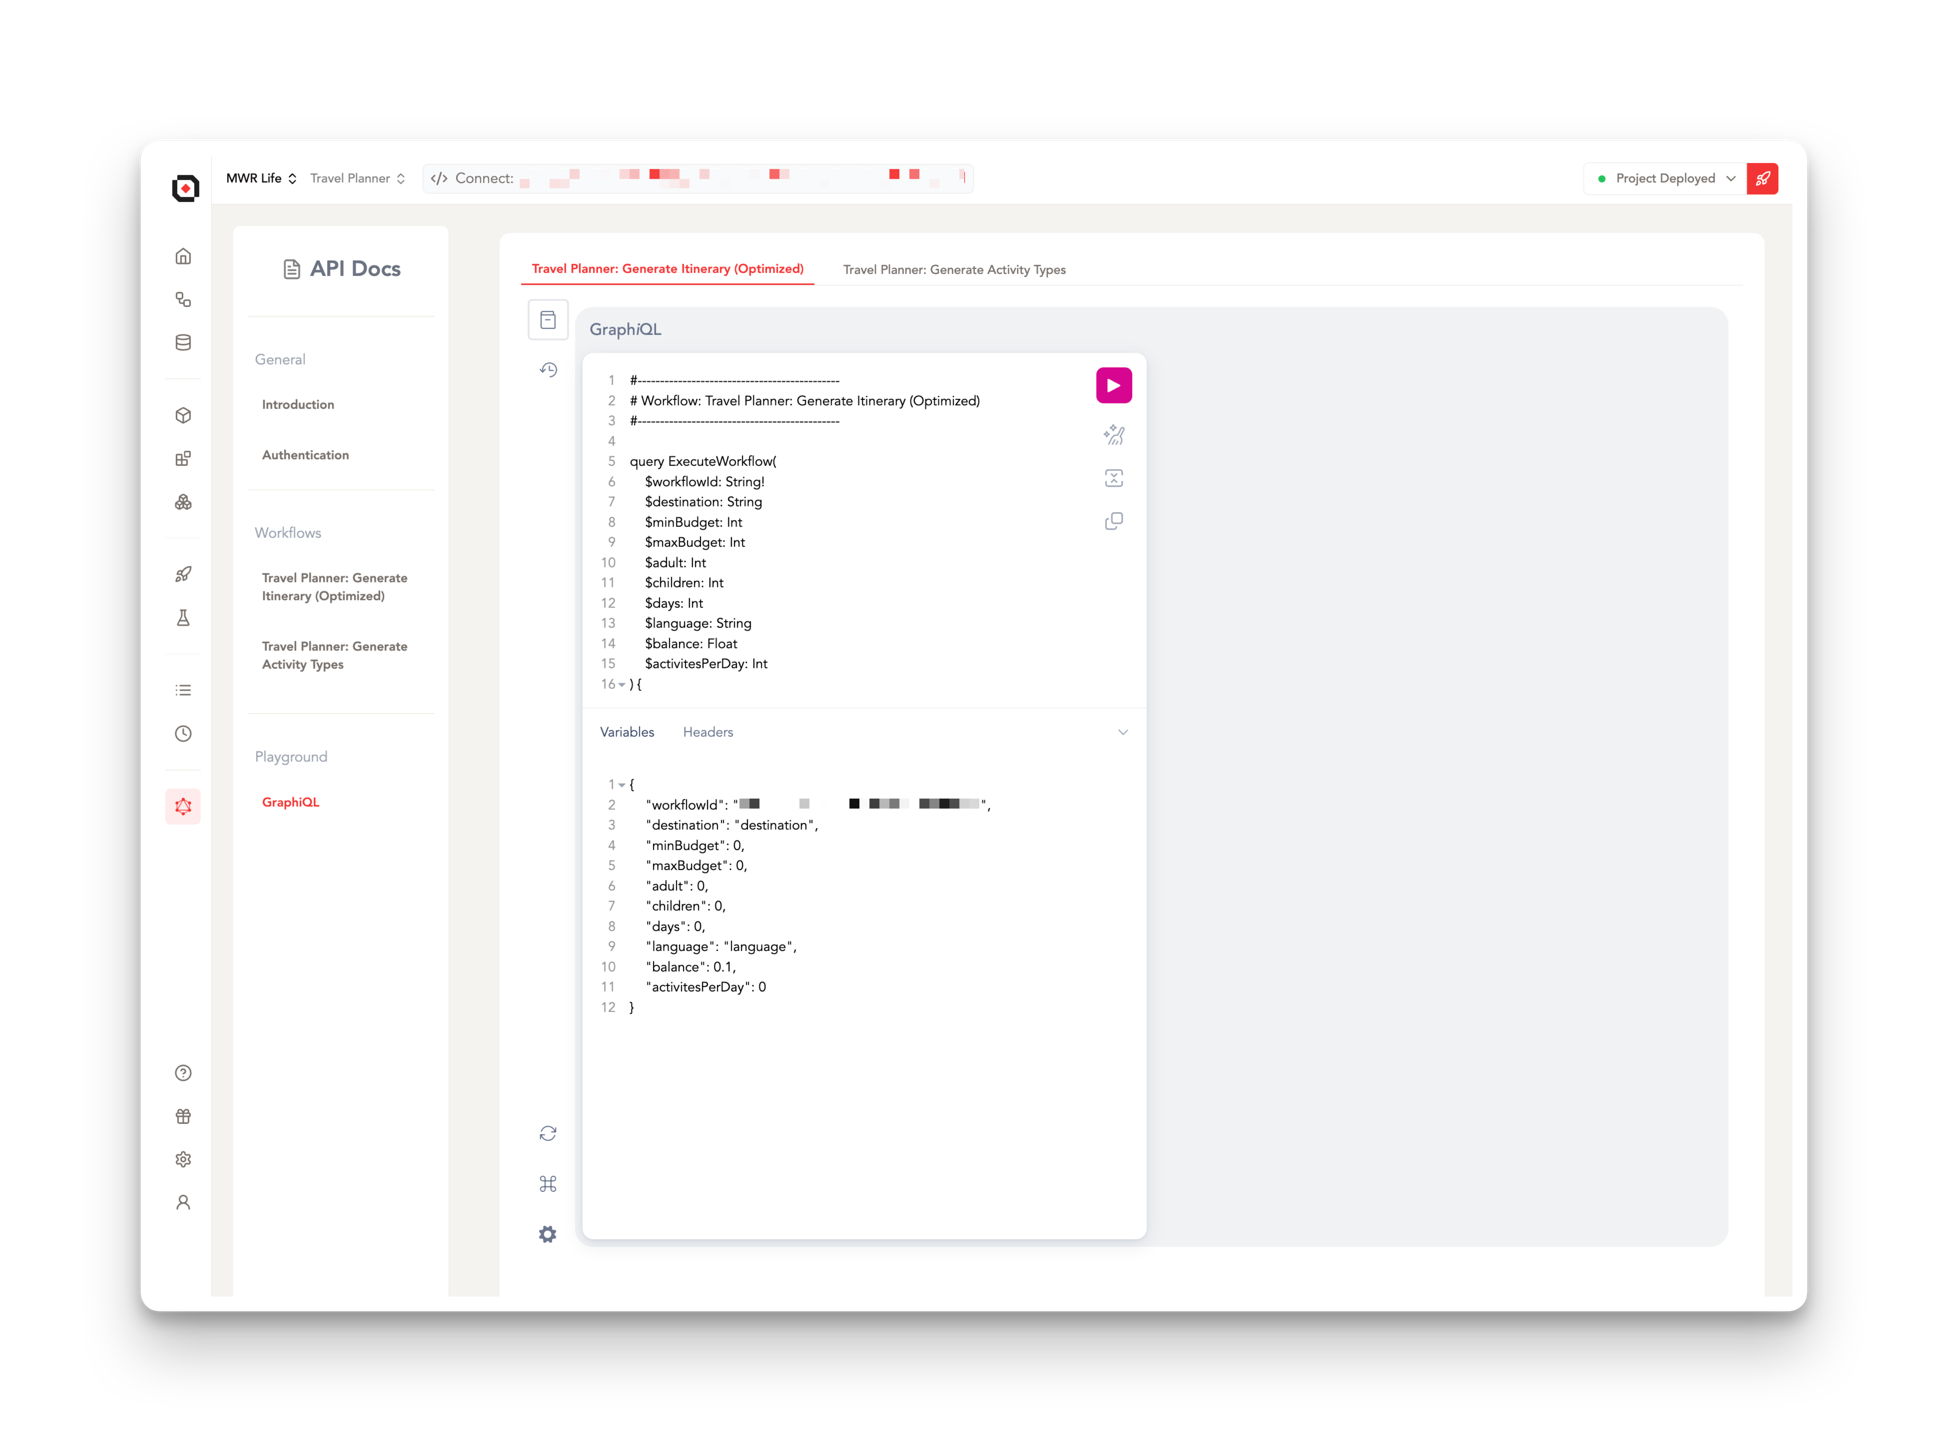 MWR Life
Travel Planner
</> Connect:
Project Deployed
API Docs
General
Introduction
Authentication
Workflows
Travel Planner: Generate
Itinerary (Optimized)
Travel Planner: Generate
Activity Types
Playground
GraphiQL
Travel Planner: Generate Itinerary (Optimized)
Travel Planner: Generate Activity Types
GraphiQL
1 #---------------------------------------------
2 # Workflow: Travel Planner: Generate Itinerary (Optimized)
3 #---------------------------------------------
4
5 query ExecuteWorkflow(
6 $workflowId: String!
7 $destination: String
8 $minBudget: Int
9 $maxBudget: Int
10 $adult: Int
11 $children: Int
12 $days: Int
13 $language: String
14 $balance: Float
15 $activitesPerDay: Int
16 ) {
Variables
Headers
1 {
2 "workflowId": "",
3 "destination": "destination",
4 "minBudget": 0,
5 "maxBudget": 0,
6 "adult": 0,
7 "children": 0,
8 "days": 0,
9 "language": "language",
10 "balance": 0.1,
11 "activitesPerDay": 0
12 }